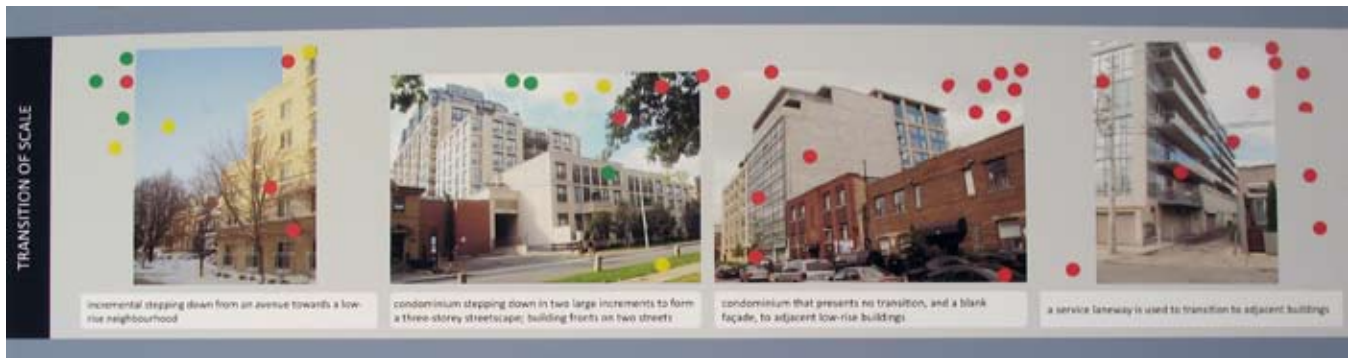 TRANSITION OF SCALE
incremental stepping down from an avenue towards a low-
rise neighbourhood
condominium stepping down in two large increments to form
a three-storey streetscape; building fronts on two streets
condominium that presents no transition, and a blank
façade, to adjacent low-rise buildings
a service laneway is used to transition to adjacent buildings